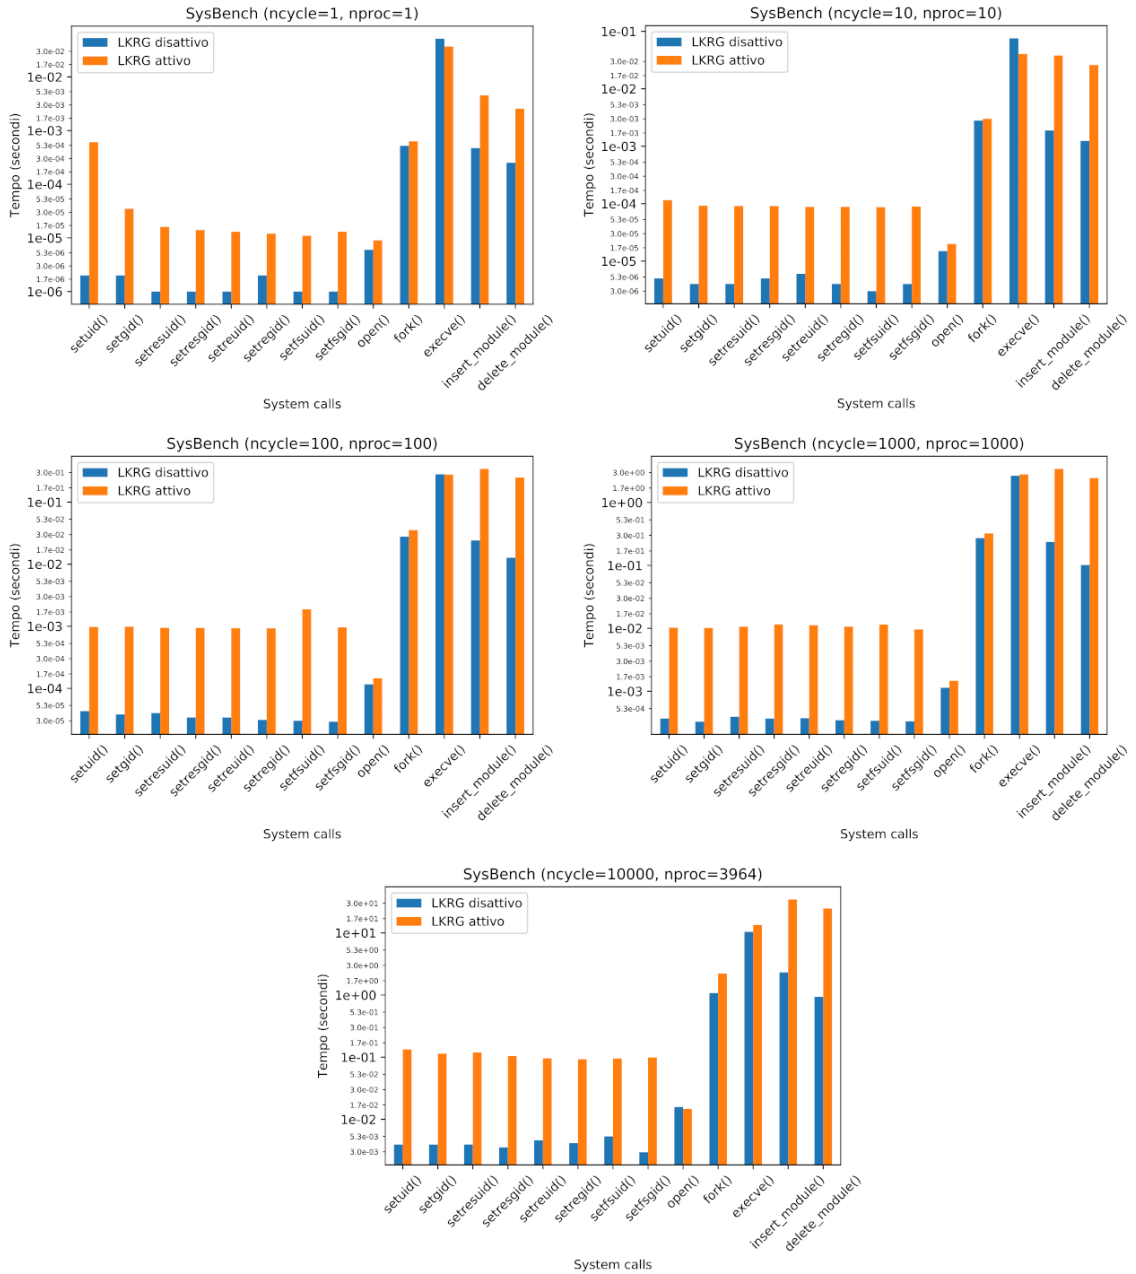 SysBench (ncycle=1, nproc=1)
LKRG disattivo
LKRG attivo
Tempo (secondi)
3.0e-02
1.7e-02
1e-02
5.3e-03
3.0e-03
1.7e-03
1e-03
5.3e-04
3.0e-04
1.7e-04
1e-04
5.3e-05
3.0e-05
1.7e-05
1e-05
5.3e-06
3.0e-06
1.7e-06
1e-06
setuid()
setgid()
setresuid()
setresgid()
setreuid()
setregid()
setfsuid()
setfsgid()
open()
fork()
execve()
insert_module()
delete_module()
System calls
SysBench (ncycle=10, nproc=10)
LKRG disattivo
LKRG attivo
Tempo (secondi)
1e-01
5.3e-02
3.0e-02
1.7e-02
1e-02
5.3e-03
3.0e-03
1.7e-03
1e-03
5.3e-04
3.0e-04
1.7e-04
1e-04
5.3e-05
3.0e-05
1.7e-05
1e-05
5.3e-06
3.0e-06
setuid()
setgid()
setresuid()
setresgid()
setreuid()
setregid()
setfsuid()
setfsgid()
open()
fork()
execve()
insert_module()
delete_module()
System calls
SysBench (ncycle=100, nproc=100)
LKRG disattivo
LKRG attivo
Tempo (secondi)
3.0e-01
1.7e-01
1e-01
5.3e-02
3.0e-02
1.7e-02
1e-02
5.3e-03
3.0e-03
1.7e-03
1e-03
5.3e-04
3.0e-04
1.7e-04
1e-04
5.3e-05
3.0e-05
setuid()
setgid()
setresuid()
setresgid()
setreuid()
setregid()
setfsuid()
setfsgid()
open()
fork()
execve()
insert_module()
delete_module()
System calls
SysBench (ncycle=1000, nproc=1000)
LKRG disattivo
LKRG attivo
Tempo (secondi)
3.0e+00
1.7e+00
1e+00
5.3e-01
3.0e-01
1.7e-01
1e-01
5.3e-02
3.0e-02
1.7e-02
1e-02
5.3e-03
3.0e-03
1.7e-03
1e-03
5.3e-04
setuid()
setgid()
setresuid()
setresgid()
setreuid()
setregid()
setfsuid()
setfsgid()
open()
fork()
execve()
insert_module()
delete_module()
System calls
SysBench (ncycle=10000, nproc=3964)
LKRG disattivo
LKRG attivo
Tempo (secondi)
3.0e+01
1.7e+01
1e+01
5.3e+00
3.0e+00
1.7e+00
1e+00
5.3e-01
3.0e-01
1.7e-01
1e-01
5.3e-02
3.0e-02
1.7e-02
1e-02
5.3e-03
3.0e-03
setuid()
setgid()
setresuid()
setresgid()
setreuid()
setregid()
setfsuid()
setfsgid()
open()
fork()
execve()
insert_module()
delete_module()
System calls